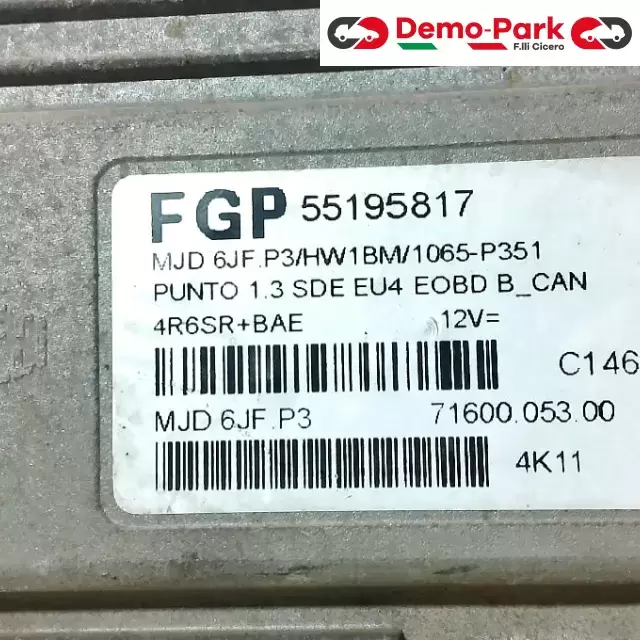 Demo-Park
F.lli Cicero
FGP 55195817
MJD 6JF.P3/HW1BM/1065-P351
PUNTO 1.3 SDE EU4 EOBD B_CAN
4R6SR+BAE 12V=
C146
MJD 6JF.P3 71600.053.00
4K11